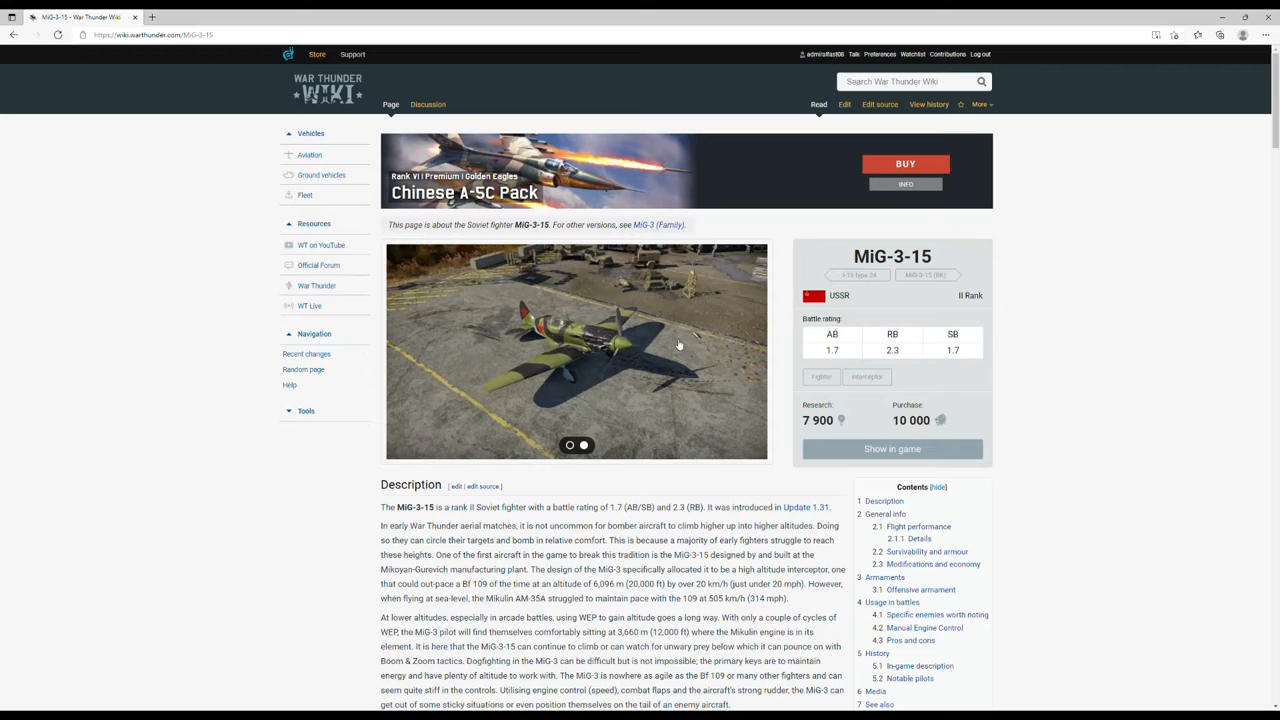 MiG-3-15 - War Thunder Wiki
https://wiki.warthunder.com/MiG-3-15
Store Support
admiralfast08 Talk Preferences Watchlist Contributions Log out
WAR THUNDER
WIKI
Search War Thunder Wiki
Page Discussion
Read Edit Edit source View history More
Vehicles
Aviation
Ground vehicles
Fleet
Resources
WT on YouTube
Official Forum
War Thunder
WT Live
Navigation
Recent changes
Random page
Help
Tools
Rank VI | Premium | Golden Eagles
Chinese A-5C Pack
BUY
INFO
This page is about the Soviet fighter MiG-3-15. For other versions, see MiG-3 (Family).
MiG-3-15
I-15 type 24 MiG-3-15 (BK)
USSR II Rank
Battle rating:
AB RB SB
1.7 2.3 1.7
Fighter Interceptor
Research: Purchase:
7 900 10 000
Show in game
Description [ edit | edit source ]
The MiG-3-15 is a rank II Soviet fighter with a battle rating of 1.7 (AB/SB) and 2.3 (RB). It was introduced in Update 1.31.
In early War Thunder aerial matches, it is not uncommon for bomber aircraft to climb higher up into higher altitudes. Doing
so they can circle their targets and bomb in relative comfort. This is because a majority of early fighters struggle to reach
these heights. One of the first aircraft in the game to break this tradition is the MiG-3-15 designed by and built at the
Mikoyan-Gurevich manufacturing plant. The design of the MiG-3 specifically allocated it to be a high altitude interceptor, one
that could out-pace a Bf 109 of the time at an altitude of 6,096 m (20,000 ft) by over 20 km/h (just under 20 mph). However,
when flying at sea-level, the Mikulin AM-35A struggled to maintain pace with the 109 at 505 km/h (314 mph).
At lower altitudes, especially in arcade battles, using WEP to gain altitude goes a long way. With only a couple of cycles of
WEP, the MiG-3 pilot will find themselves comfortably sitting at 3,660 m (12,000 ft) where the Mikulin engine is in its
element. It is here that the MiG-3-15 can continue to climb or can watch for unwary prey below which it can pounce on with
Boom & Zoom tactics. Dogfighting in the MiG-3 can be difficult but is not impossible; the primary keys are to maintain
energy and have plenty of altitude to work with. The MiG-3 is nowhere as agile as the Bf 109 or many other fighters and can
seem quite stiff in the controls. Utilising engine control (speed), combat flaps and the aircraft's strong rudder, the MiG-3 can
get out of some sticky situations or even position themselves on the tail of an enemy aircraft.
Contents [hide]
1 Description
2 General info
2.1 Flight performance
2.1.1 Details
2.2 Survivability and armour
2.3 Modifications and economy
3 Armaments
3.1 Offensive armament
4 Usage in battles
4.1 Specific enemies worth noting
4.2 Manual Engine Control
4.3 Pros and cons
5 History
5.1 In-game description
5.2 Notable pilots
6 Media
7 See also